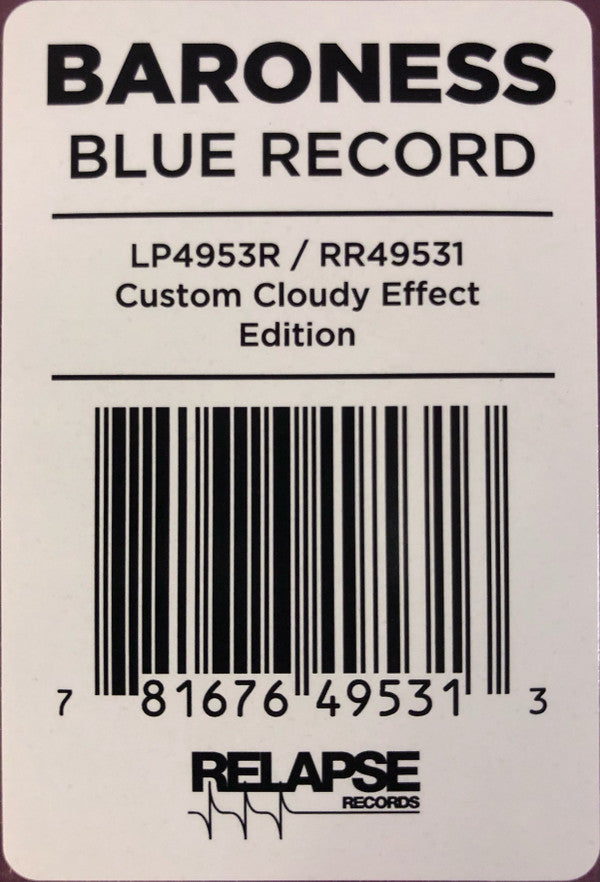 BARONESS
BLUE RECORD
LP4953R / RR49531
Custom Cloudy Effect
Edition
7 81676 49531 3
RELAPSE
RECORDS